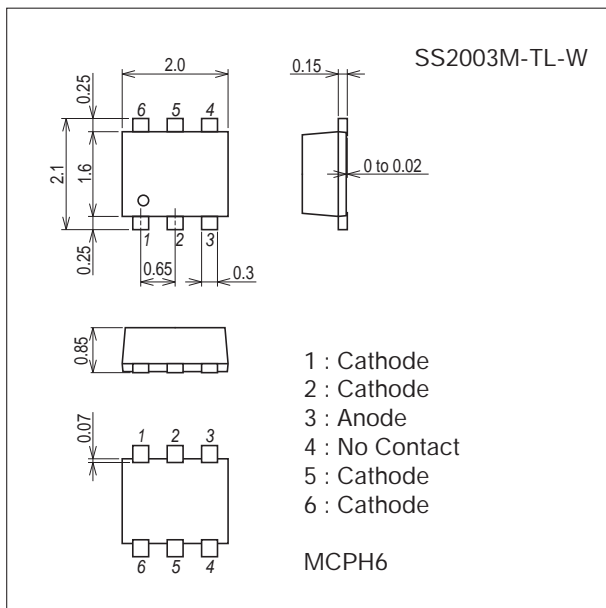 SS2003M-TL-W
2.0
0.15
0.25
6 5 4
2.1
1.6
0 to 0.02
0.25
1 2 3
0.65
0.3
0.85
1 : Cathode
2 : Cathode
3 : Anode
4 : No Contact
5 : Cathode
6 : Cathode
0.07
1 2 3
6 5 4
MCPH6